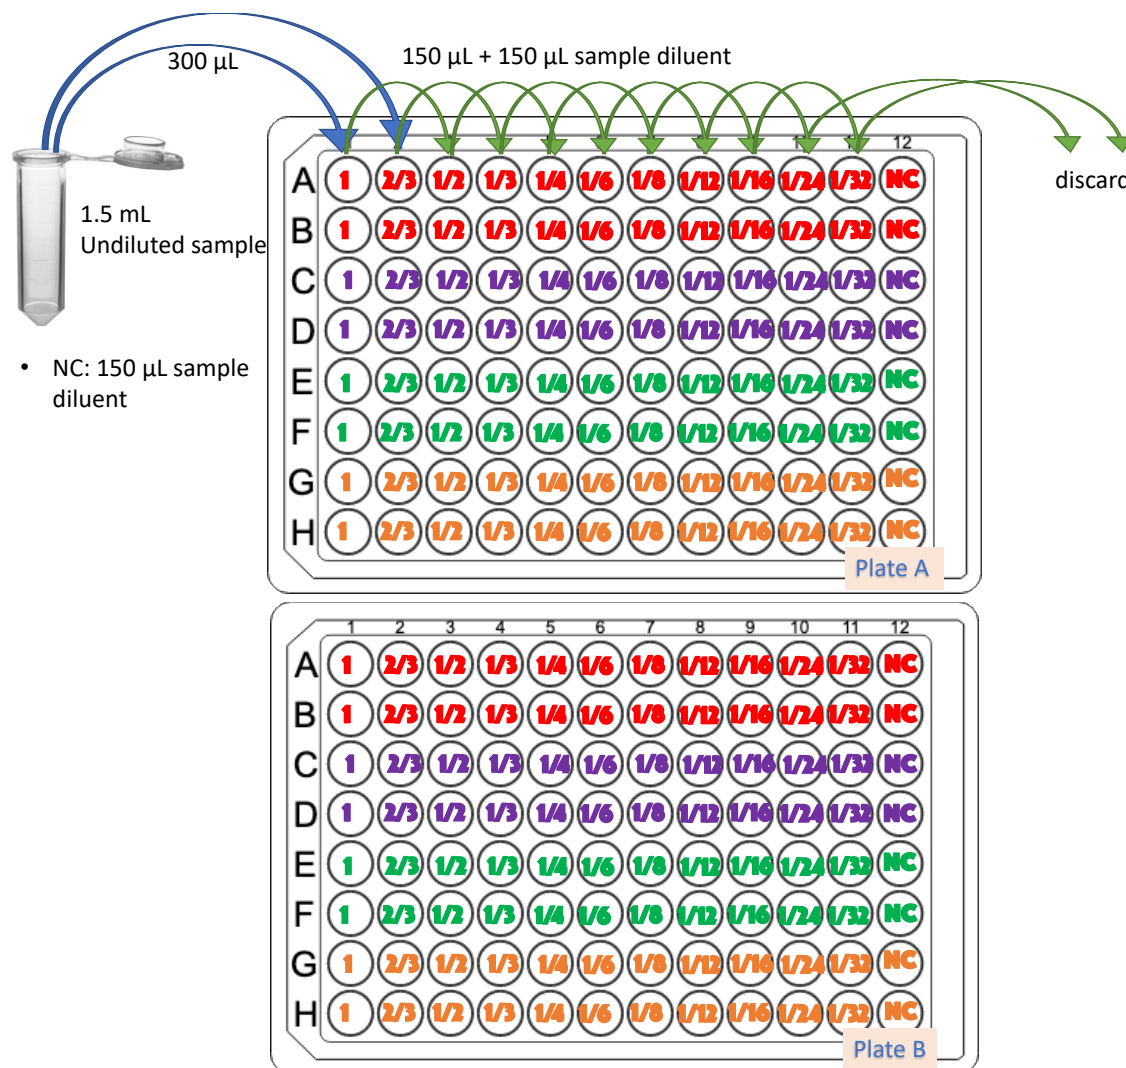 300 µL
150 µL + 150 µL sample diluent
discard
1.5 mL
Undiluted sample
• NC: 150 µL sample
diluent
12
A 1 2/3 1/2 1/3 1/4 1/6 1/8 1/12 1/16 1/24 1/32 NC
B 1 2/3 1/2 1/3 1/4 1/6 1/8 1/12 1/16 1/24 1/32 NC
C 1 2/3 1/2 1/3 1/4 1/6 1/8 1/12 1/16 1/24 1/32 NC
D 1 2/3 1/2 1/3 1/4 1/6 1/8 1/12 1/16 1/24 1/32 NC
E 1 2/3 1/2 1/3 1/4 1/6 1/8 1/12 1/16 1/24 1/32 NC
F 1 2/3 1/2 1/3 1/4 1/6 1/8 1/12 1/16 1/24 1/32 NC
G 1 2/3 1/2 1/3 1/4 1/6 1/8 1/12 1/16 1/24 1/32 NC
H 1 2/3 1/2 1/3 1/4 1/6 1/8 1/12 1/16 1/24 1/32 NC
Plate A
1 2 3 4 5 6 7 8 9 10 11 12
A 1 2/3 1/2 1/3 1/4 1/6 1/8 1/12 1/16 1/24 1/32 NC
B 1 2/3 1/2 1/3 1/4 1/6 1/8 1/12 1/16 1/24 1/32 NC
C 1 2/3 1/2 1/3 1/4 1/6 1/8 1/12 1/16 1/24 1/32 NC
D 1 2/3 1/2 1/3 1/4 1/6 1/8 1/12 1/16 1/24 1/32 NC
E 1 2/3 1/2 1/3 1/4 1/6 1/8 1/12 1/16 1/24 1/32 NC
F 1 2/3 1/2 1/3 1/4 1/6 1/8 1/12 1/16 1/24 1/32 NC
G 1 2/3 1/2 1/3 1/4 1/6 1/8 1/12 1/16 1/24 1/32 NC
H 1 2/3 1/2 1/3 1/4 1/6 1/8 1/12 1/16 1/24 1/32 NC
Plate B